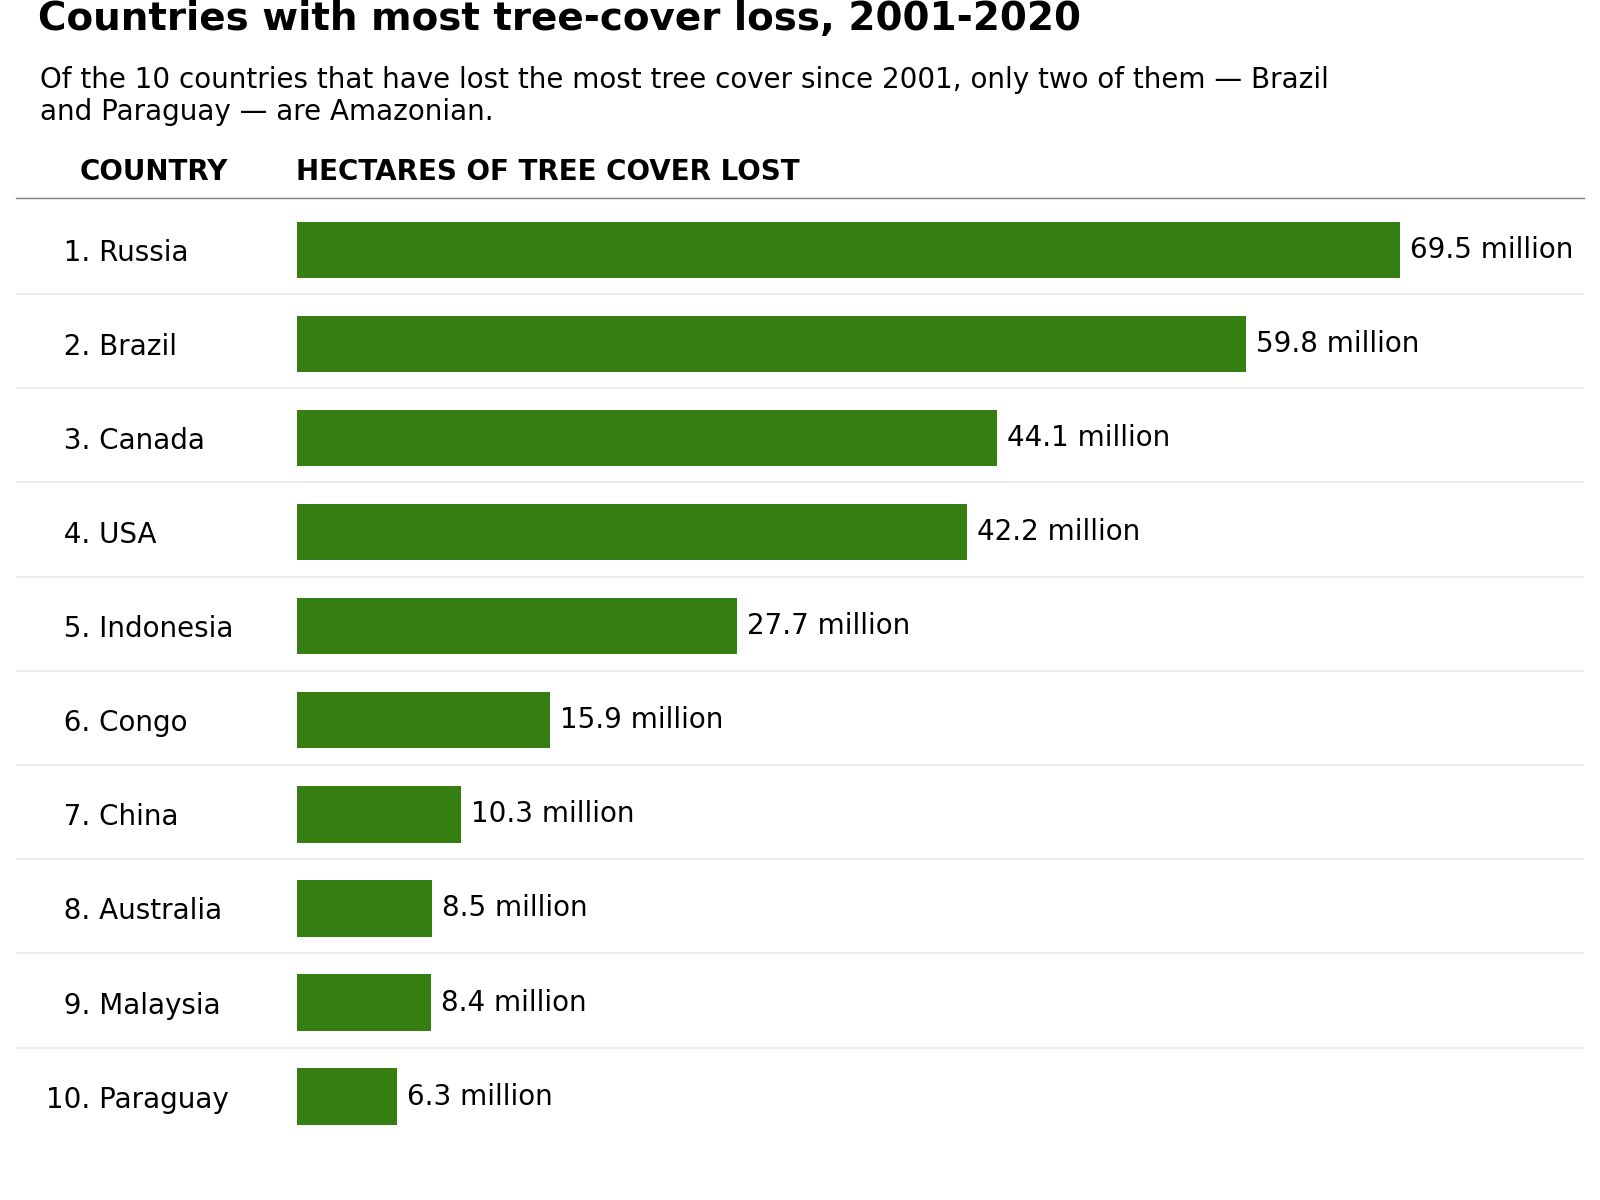 Countries with most tree-cover loss, 2001-2020
Of the 10 countries that have lost the most tree cover since 2001, only two of them — Brazil
and Paraguay — are Amazonian.
COUNTRY HECTARES OF TREE COVER LOST
1. Russia 69.5 million
2. Brazil 59.8 million
3. Canada 44.1 million
4. USA 42.2 million
5. Indonesia 27.7 million
6. Congo 15.9 million
7. China 10.3 million
8. Australia 8.5 million
9. Malaysia 8.4 million
10. Paraguay 6.3 million